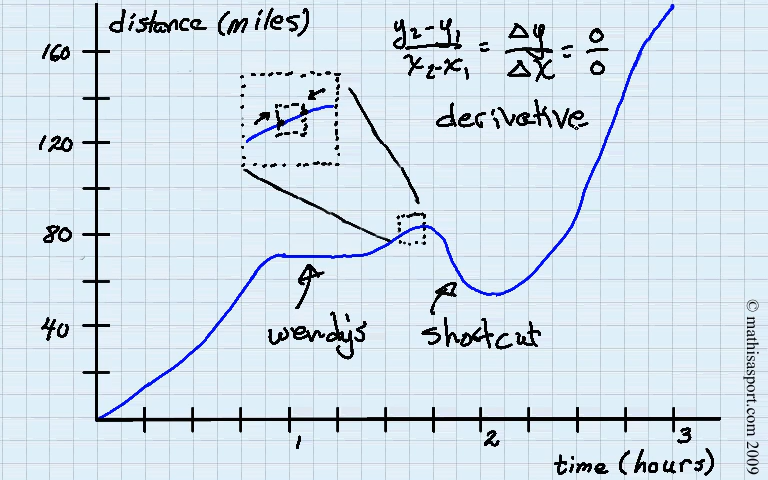 distance (miles)
y₂-y₁ / x₂-x₁ = Δy / Δx = 0 / 0
derivative
160
120
80
40
wendy's
shortcut
1
2
3
time (hours)
© mathisasport.com 2009